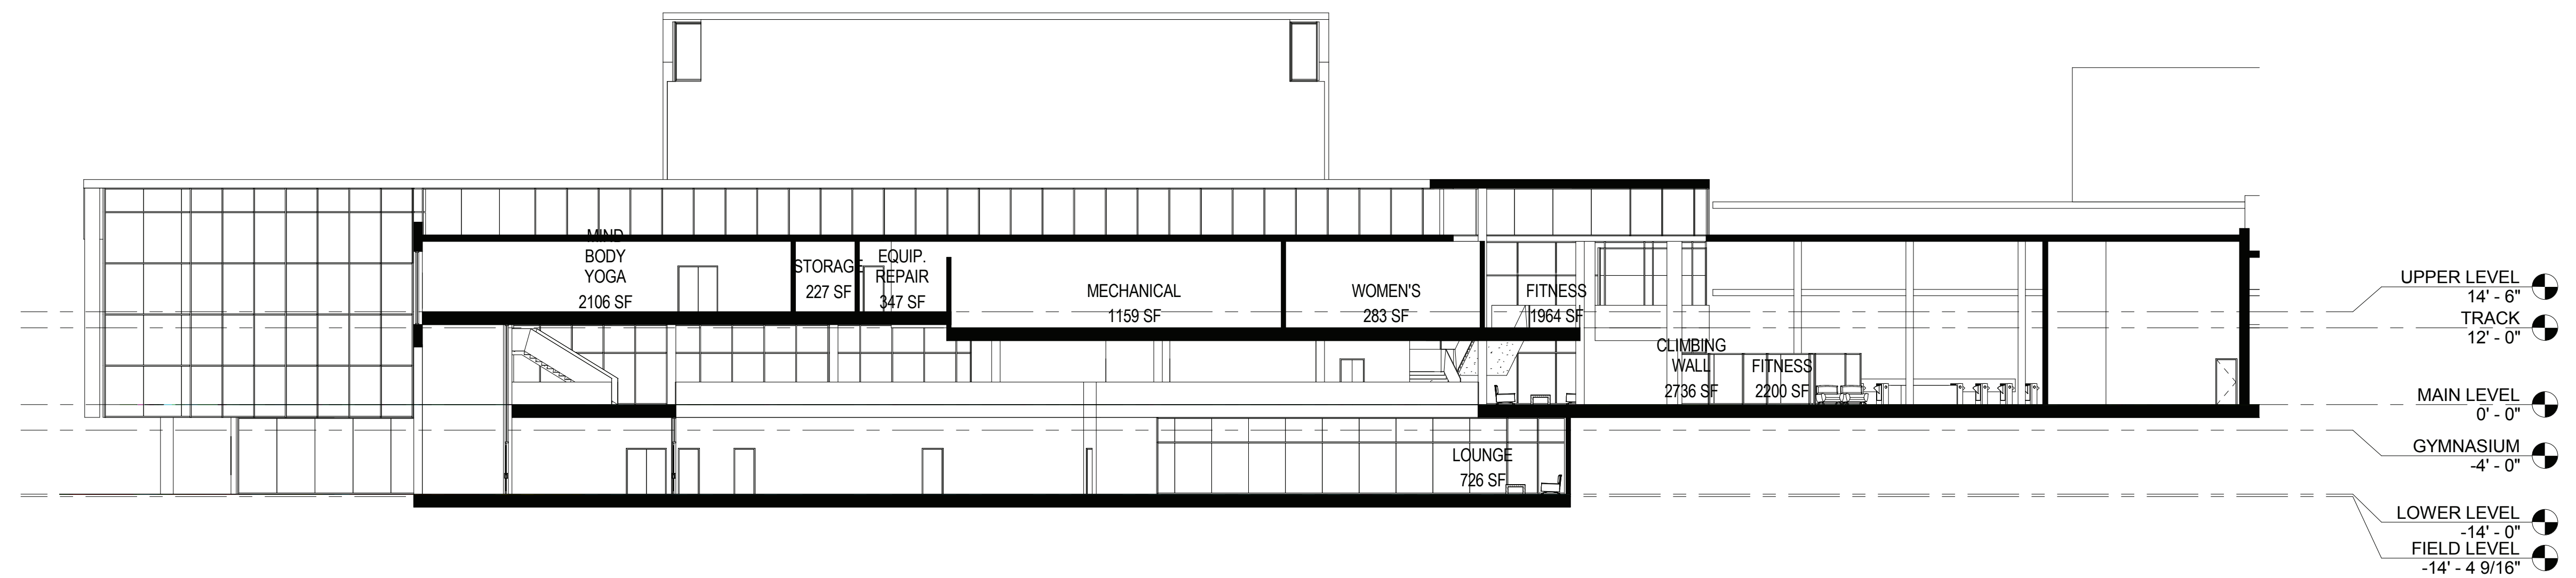 MIND
BODY
YOGA
2106 SF
STORAGE
227 SF
EQUIP.
REPAIR
347 SF
MECHANICAL
1159 SF
WOMEN'S
283 SF
FITNESS
1964 SF
CLIMBING
WALL
2736 SF
FITNESS
2200 SF
LOUNGE
726 SF
UPPER LEVEL
14' - 6"
TRACK
12' - 0"
MAIN LEVEL
0' - 0"
GYMNASIUM
-4' - 0"
LOWER LEVEL
-14' - 0"
FIELD LEVEL
-14' - 4 9/16"